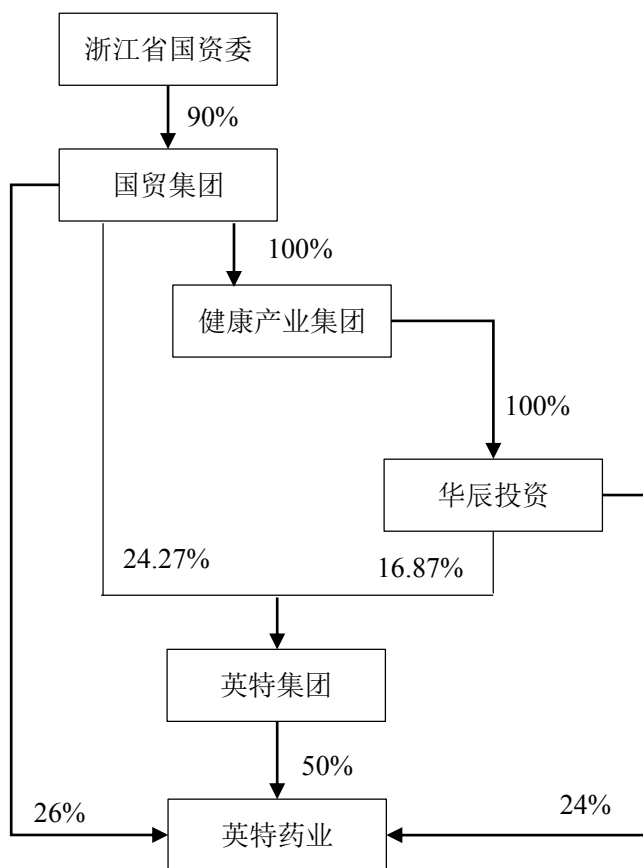 浙江省国资委
90%
国贸集团
100%
健康产业集团
100%
华辰投资
24.27%
16.87%
英特集团
50%
26%
24%
英特药业